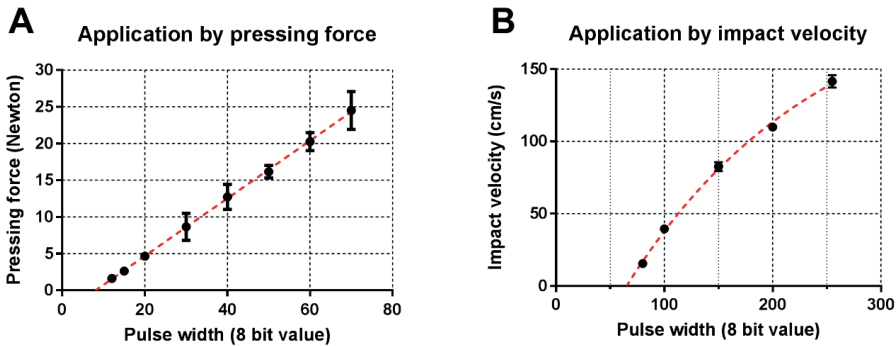 A
Application by pressing force
Pressing force (Newton)
30
25
20
15
10
5
0
0 20 40 60 80
Pulse width (8 bit value)
B
Application by impact velocity
Impact velocity (cm/s)
150
100
50
0
0 100 200 300
Pulse width (8 bit value)